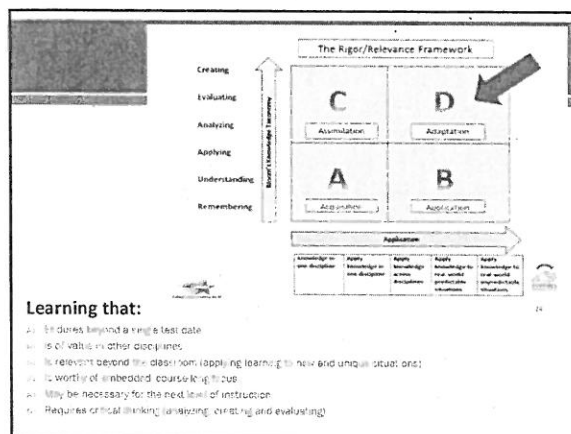 The Rigor/Relevance Framework
Creating
Evaluating
Analyzing
Applying
Understanding
Remembering
Bloom's Knowledge Taxonomy
C
Assimilation
D
Adaptation
A
Acquisition
B
Application
Application
Knowledge in one discipline
Apply knowledge in one discipline
Apply knowledge across disciplines
Apply knowledge to real-world predictable situations
Apply knowledge to real-world unpredictable situations
Learning that:
Endures beyond a single test date
is of value in other disciplines
is relevant beyond the classroom (applying learning to new and unique situations)
is worthy of embedded, course-long focus
May be necessary for the next level of instruction
Requires critical thinking (analyzing, creating and evaluating)